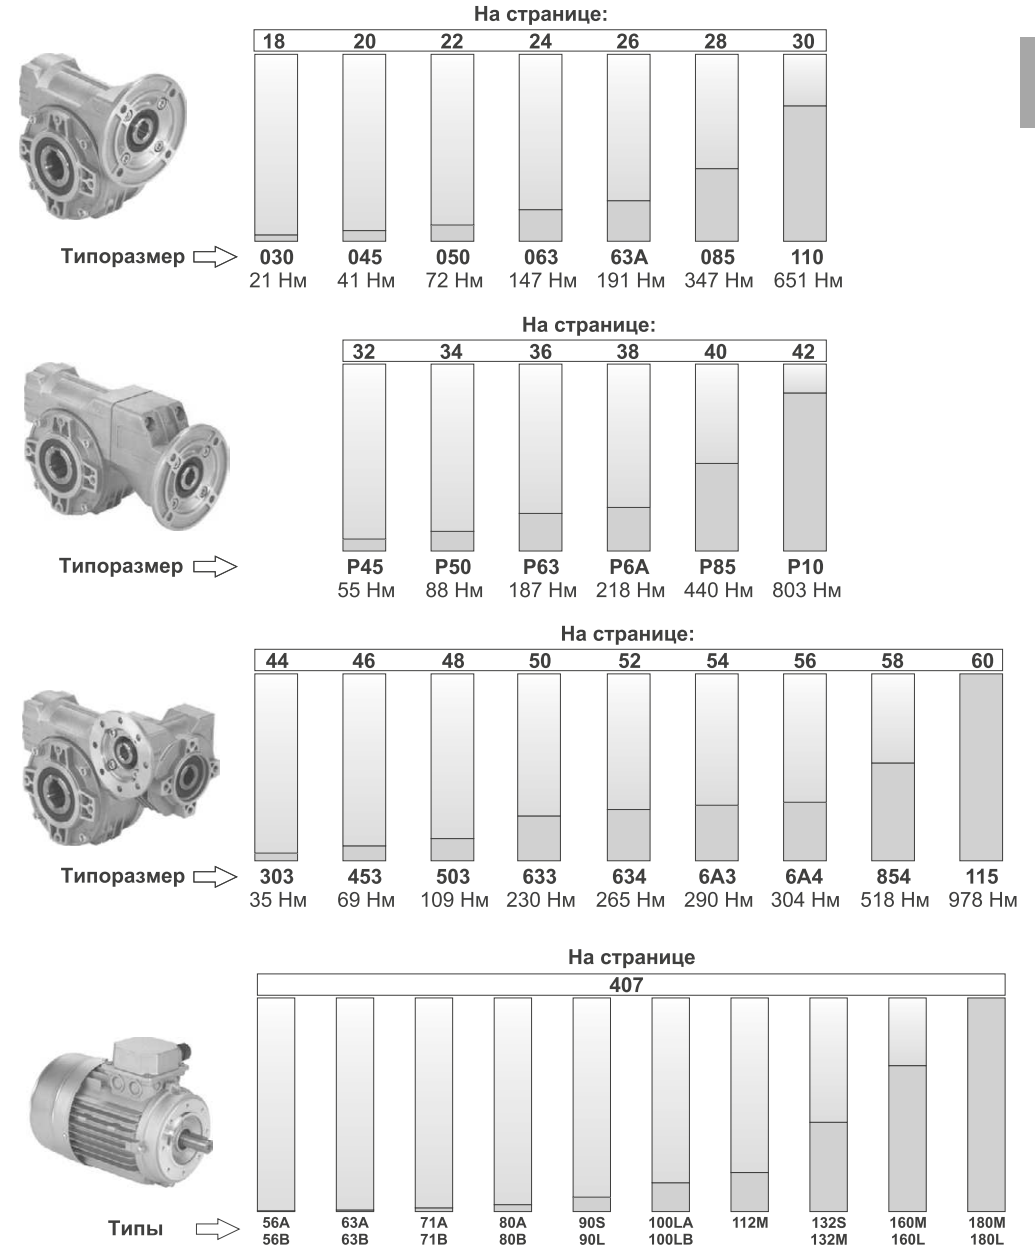 На странице:
18 20 22 24 26 28 30
Типоразмер 030 045 050 063 63A 085 110
21 Нм 41 Нм 72 Нм 147 Нм 191 Нм 347 Нм 651 Нм
На странице:
32 34 36 38 40 42
Типоразмер P45 P50 P63 P6A P85 P10
55 Нм 88 Нм 187 Нм 218 Нм 440 Нм 803 Нм
На странице:
44 46 48 50 52 54 56 58 60
Типоразмер 303 453 503 633 634 6A3 6A4 854 115
35 Нм 69 Нм 109 Нм 230 Нм 265 Нм 290 Нм 304 Нм 518 Нм 978 Нм
На странице
407
Типы 56A 63A 71A 80A 90S 100LA 112M 132S 160M 180M
56B 63B 71B 80B 90L 100LB 132M 160L 180L